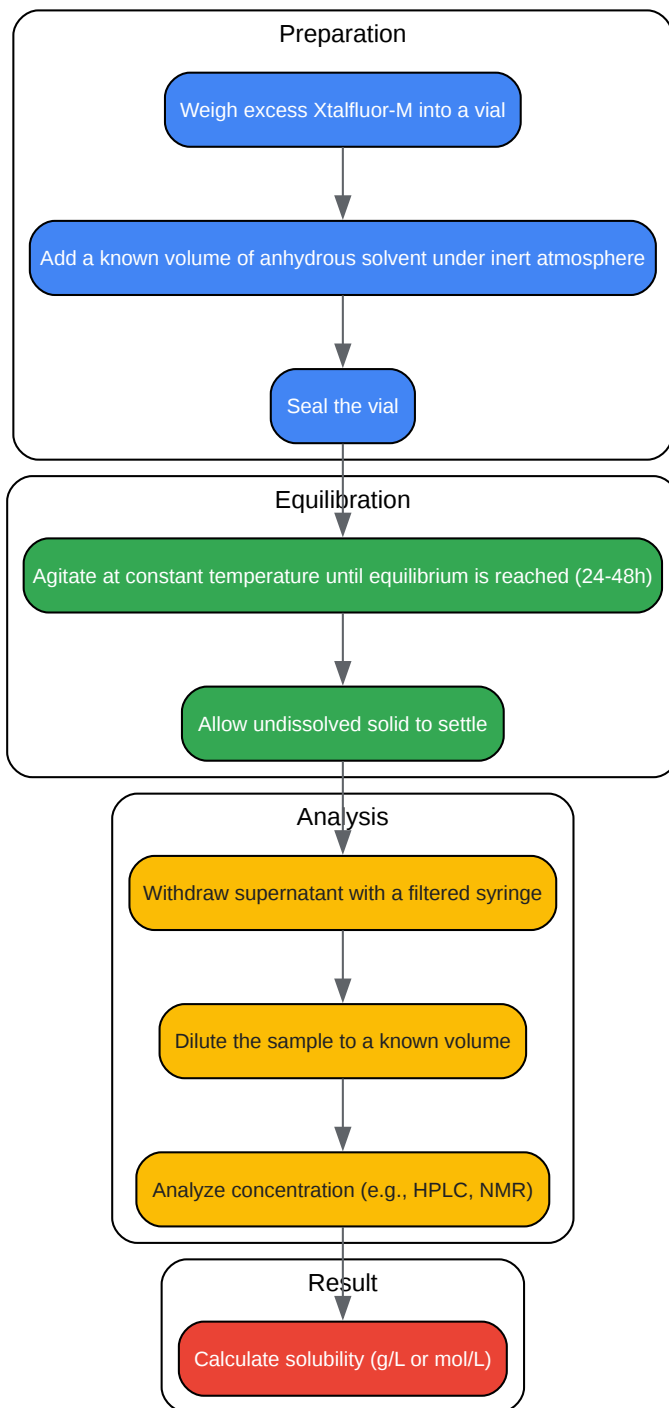 Preparation
Weigh excess Xtalfluor-M into a vial
Add a known volume of anhydrous solvent under inert atmosphere
Seal the vial
Equilibration
Agitate at constant temperature until equilibrium is reached (24-48h)
Allow undissolved solid to settle
Analysis
Withdraw supernatant with a filtered syringe
Dilute the sample to a known volume
Analyze concentration (e.g., HPLC, NMR)
Result
Calculate solubility (g/L or mol/L)